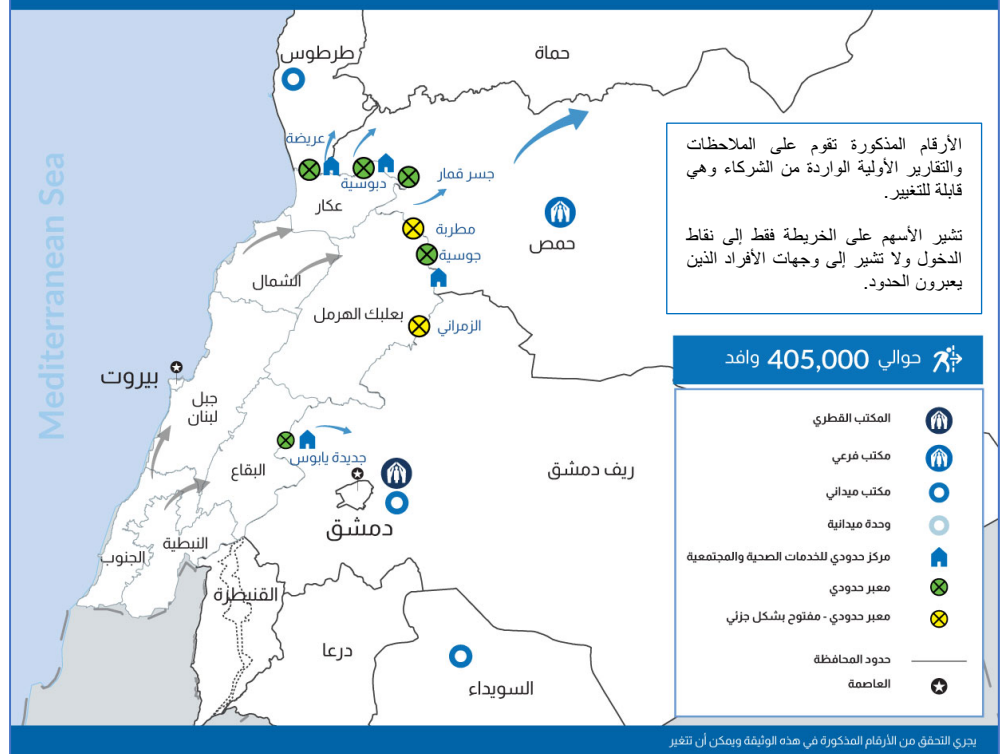 حماة
طرطوس
عريضة
دبوسية
جسر قمار
عكار
مطربة
حمص
جوسية
الشمال
بعلبك الهرمل
الزمراني
Mediterranean Sea
بيروت
جبل
لبنان
البقاع
جديدة يابوس
ريف دمشق
دمشق
النبطية
الجنوب
القنيطرة
درعا
السويداء
الأرقام المذكورة تقوم على الملاحظات
والتقارير الأولية الواردة من الشركاء وهي
قابلة للتغيير.
تشير الأسهم على الخريطة فقط إلى نقاط
الدخول ولا تشير إلى وجهات الأفراد الذين
يعبرون الحدود.
حوالي 405,000 وافد
المكتب القطري
مكتب فرعي
مكتب ميداني
وحدة ميدانية
مركز حدودي للخدمات الصحية والمجتمعية
معبر حدودي
معبر حدودي - مفتوح بشكل جزئي
حدود المحافظة
العاصمة
يجري التحقق من الأرقام المذكورة في هذه الوثيقة ويمكن أن تتغير